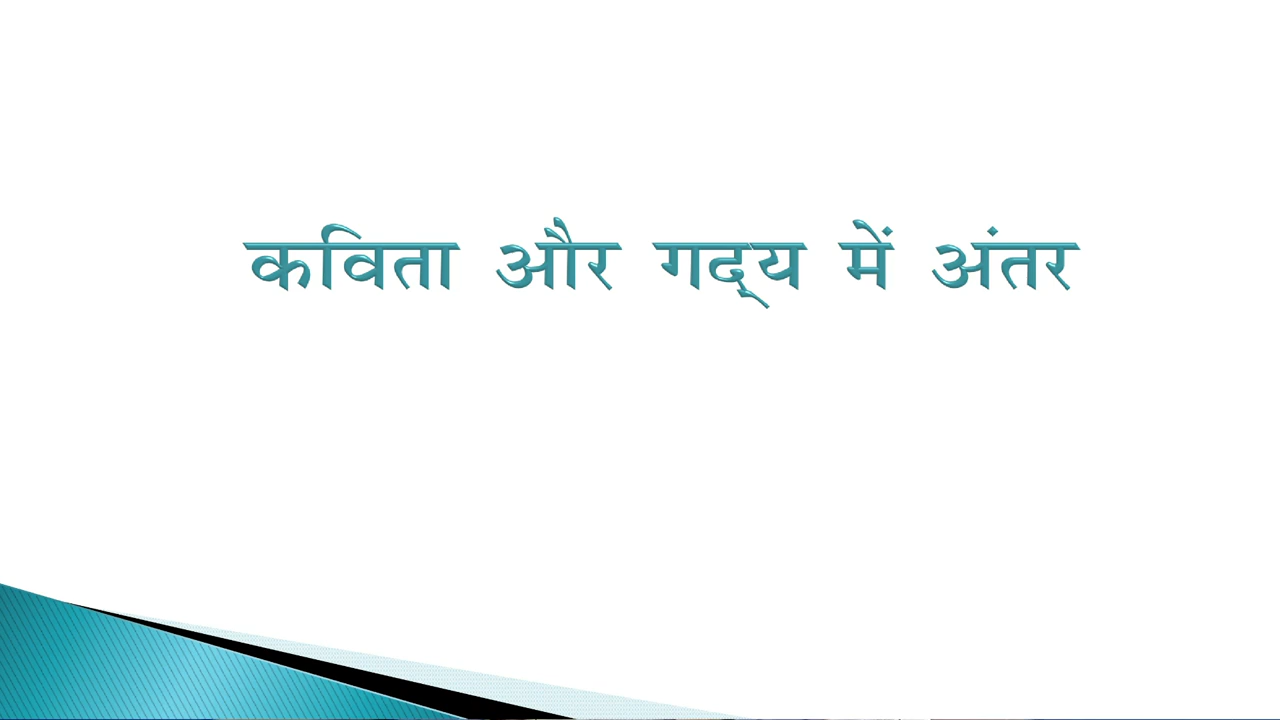 कविता और गद्‌य में अंतर